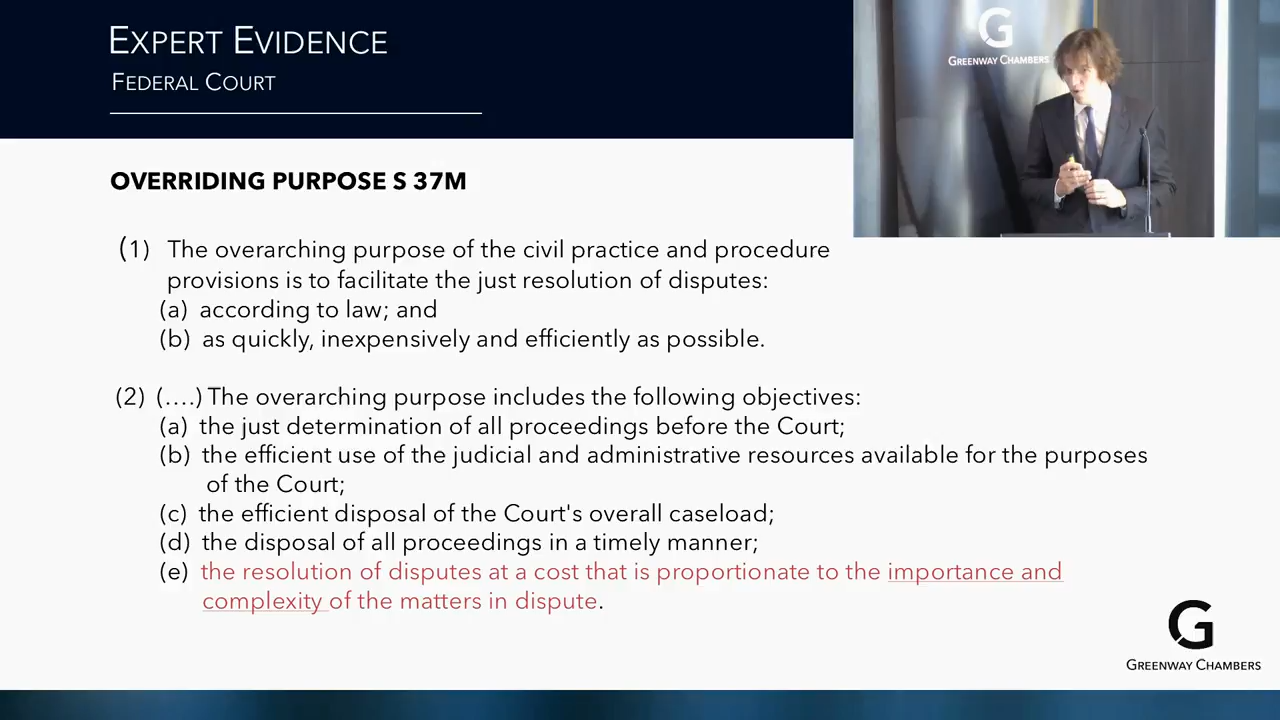 EXPERT EVIDENCE
FEDERAL COURT
G
GREENWAY CHAMBERS
OVERRIDING PURPOSE S 37M
(1) The overarching purpose of the civil practice and procedure
provisions is to facilitate the just resolution of disputes:
(a) according to law; and
(b) as quickly, inexpensively and efficiently as possible.
(2) (....) The overarching purpose includes the following objectives:
(a) the just determination of all proceedings before the Court;
(b) the efficient use of the judicial and administrative resources available for the purposes
of the Court;
(c) the efficient disposal of the Court's overall caseload;
(d) the disposal of all proceedings in a timely manner;
(e) the resolution of disputes at a cost that is proportionate to the importance and
complexity of the matters in dispute.
G
GREENWAY CHAMBERS